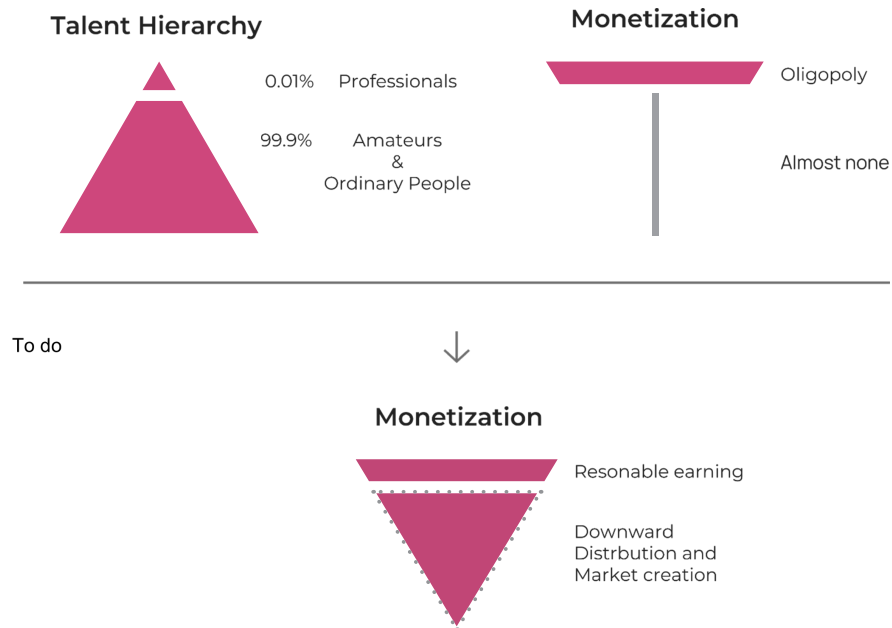 Talent Hierarchy
Monetization
0.01% Professionals
Oligopoly
99.9% Amateurs
&
Ordinary People
Almost none
To do
Monetization
Resonable earning
Downward
Distrbution and
Market creation